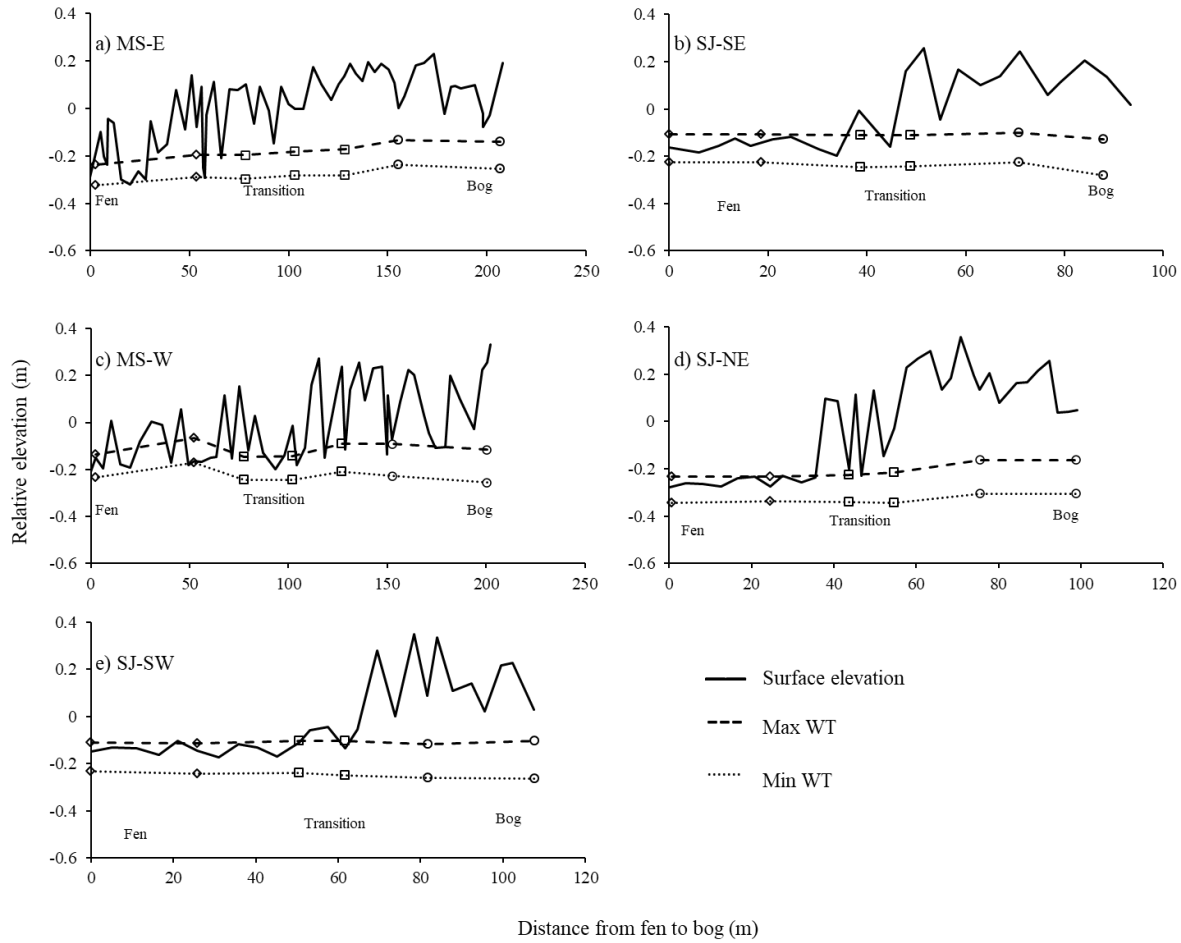 a) MS-E
0.4
0.2
0
-0.2
-0.4
-0.6
Fen
Transition
Bog
0 50 100 150 200 250
b) SJ-SE
0.4
0.2
0
-0.2
-0.4
-0.6
Fen
Transition
Bog
0 20 40 60 80 100
c) MS-W
0.4
0.2
0
-0.2
-0.4
-0.6
Fen
Transition
Bog
0 50 100 150 200 250
d) SJ-NE
0.4
0.2
0
-0.2
-0.4
-0.6
Fen
Transition
Bog
0 20 40 60 80 100 120
e) SJ-SW
0.4
0.2
0
-0.2
-0.4
-0.6
Fen
Transition
Bog
0 20 40 60 80 100 120
Surface elevation
Max WT
Min WT
Relative elevation (m)
Distance from fen to bog (m)